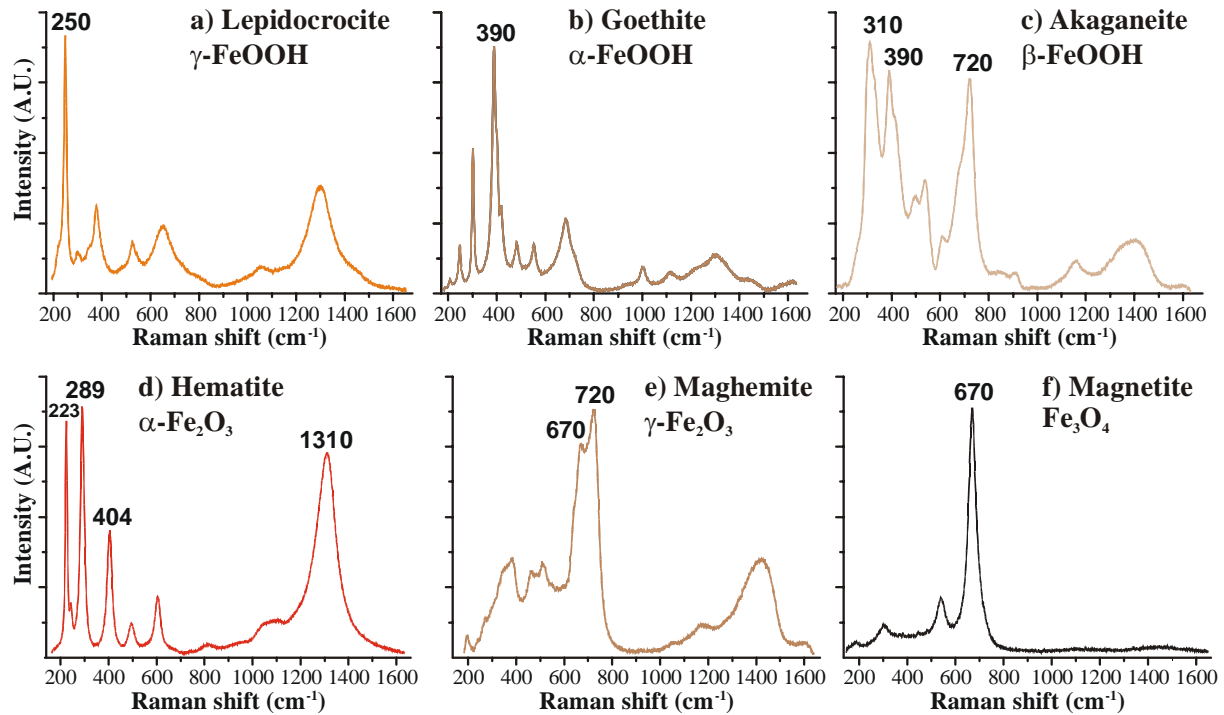 a) Lepidocrocite
γ-FeOOH
250
Intensity (A.U.)
200 400 600 800 1000 1200 1400 1600
Raman shift (cm⁻¹)
b) Goethite
α-FeOOH
390
200 400 600 800 1000 1200 1400 1600
Raman shift (cm⁻¹)
c) Akaganeite
β-FeOOH
310
390
720
200 400 600 800 1000 1200 1400 1600
Raman shift (cm⁻¹)
d) Hematite
α-Fe₂O₃
223
289
404
1310
Intensity (A.U.)
200 400 600 800 1000 1200 1400 1600
Raman shift (cm⁻¹)
e) Maghemite
γ-Fe₂O₃
670
720
200 400 600 800 1000 1200 1400 1600
Raman shift (cm⁻¹)
f) Magnetite
Fe₃O₄
670
200 400 600 800 1000 1200 1400 1600
Raman shift (cm⁻¹)